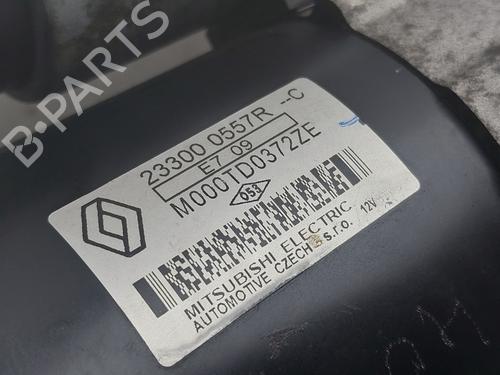 B-PARTS
23300 0557R --C
E7 09
M000TD0372ZE
053
MITSUBISHI ELECTRIC
AUTOMOTIVE CZECH s.r.o. 12V